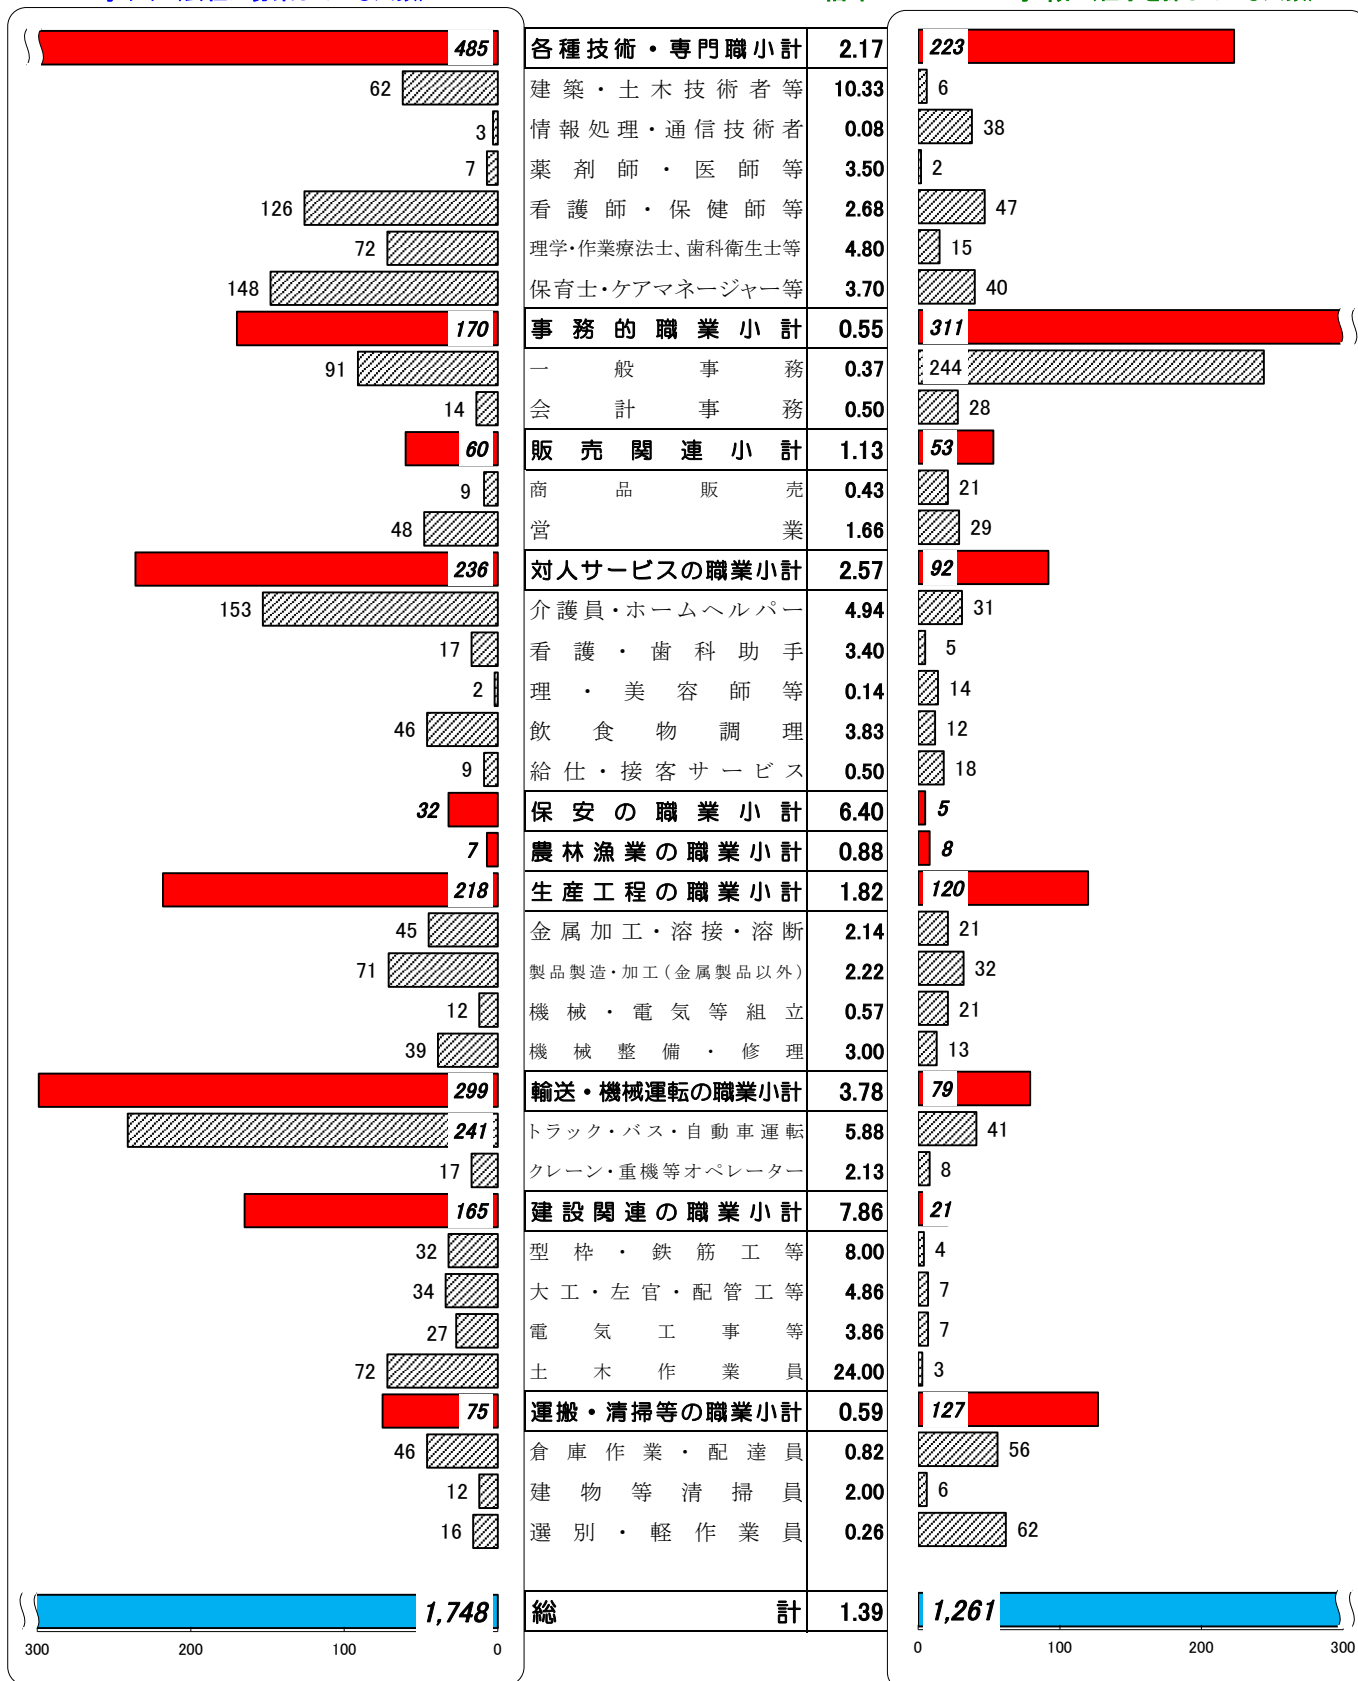 485 各種技術・専門職小計 2.17 223
62 建築・土木技術者等 10.33 6
3 情報処理・通信技術者 0.08 38
7 薬剤師・医師等 3.50 2
126 看護師・保健師等 2.68 47
72 理学・作業療法士、歯科衛生士等 4.80 15
148 保育士・ケアマネージャー等 3.70 40
170 事務的職業小計 0.55 311
91 一般事務 0.37 244
14 会計事務 0.50 28
60 販売関連小計 1.13 53
9 商品販売 0.43 21
48 営業 1.66 29
236 対人サービスの職業小計 2.57 92
153 介護員・ホームヘルパー 4.94 31
17 看護・歯科助手 3.40 5
2 理・美容師等 0.14 14
46 飲食物調理 3.83 12
9 給仕・接客サービス 0.50 18
32 保安の職業小計 6.40 5
7 農林漁業の職業小計 0.88 8
218 生産工程の職業小計 1.82 120
45 金属加工・溶接・溶断 2.14 21
71 製品製造・加工(金属製品以外) 2.22 32
12 機械・電気等組立 0.57 21
39 機械整備・修理 3.00 13
299 輸送・機械運転の職業小計 3.78 79
241 トラック・バス・自動車運転 5.88 41
17 クレーン・重機等オペレーター 2.13 8
165 建設関連の職業小計 7.86 21
32 型枠・鉄筋工等 8.00 4
34 大工・左官・配管工等 4.86 7
27 電気工事等 3.86 7
72 土木作業員 24.00 3
75 運搬・清掃等の職業小計 0.59 127
46 倉庫作業・配達員 0.82 56
12 建物等清掃員 2.00 6
16 選別・軽作業員 0.26 62
1,748 総計 1.39 1,261
300 200 100 0 0 100 200 300